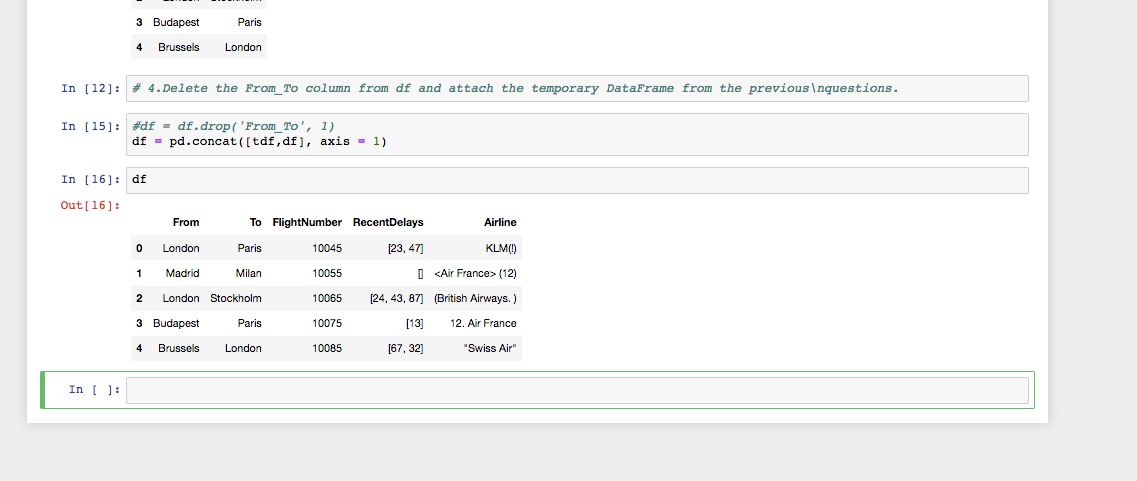 3 Budapest Paris
4 Brussels London
In [12]: # 4.Delete the From_To column from df and attach the temporary DataFrame from the previous\nquestions.
In [15]: #df = df.drop('From_To', 1)
df = pd.concat([tdf,df], axis = 1)
In [16]: df
Out[16]:
From To FlightNumber RecentDelays Airline
0 London Paris 10045 [23, 47] KLM(!)
1 Madrid Milan 10055 [] <Air France> (12)
2 London Stockholm 10065 [24, 43, 87] (British Airways. )
3 Budapest Paris 10075 [13] 12. Air France
4 Brussels London 10085 [67, 32] "Swiss Air"
In [ ]: